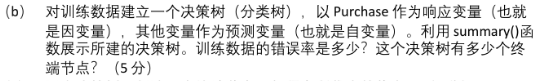 (b) 对训练数据建立一个决策树（分类树），以 Purchase 作为响应变量（也就
是因变量），其他变量作为预测变量（也就是自变量）。利用 summary()函
数展示所建的决策树。训练数据的错误率是多少？这个决策树有多少个终
端节点？（5 分）